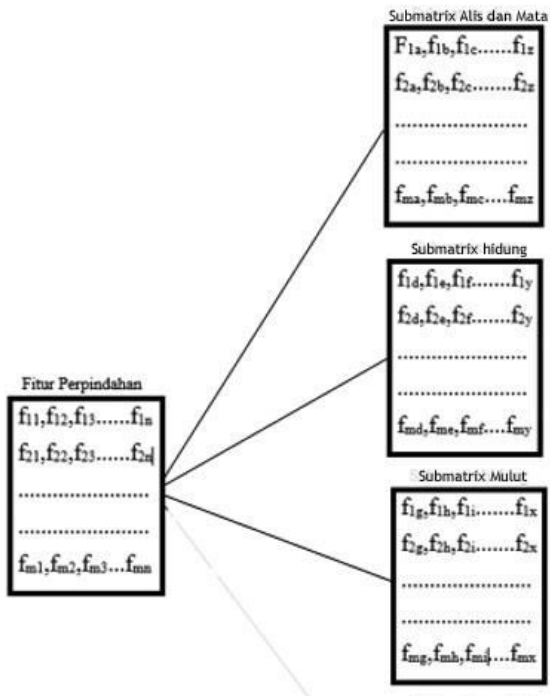 Submatrix Alis dan Mata
F1a,f1b,f1c......f1z
f2a,f2b,f2c.......f2z
........................
........................
fma,fmb,fmc....fmz
Submatrix hidung
f1d,f1e,f1f.......f1y
f2d,f2e,f2f.......f2y
........................
........................
fmd,fme,fmf....fmy
Fitur Perpindahan
f11,f12,f13......f1n
f21,f22,f23......f2n
........................
........................
fm1,fm2,fm3...fmn
Submatrix Mulut
f1g,f1h,f1i........f1x
f2g,f2h,f2i........f2x
........................
........................
fmg,fmh,fmi....fmx